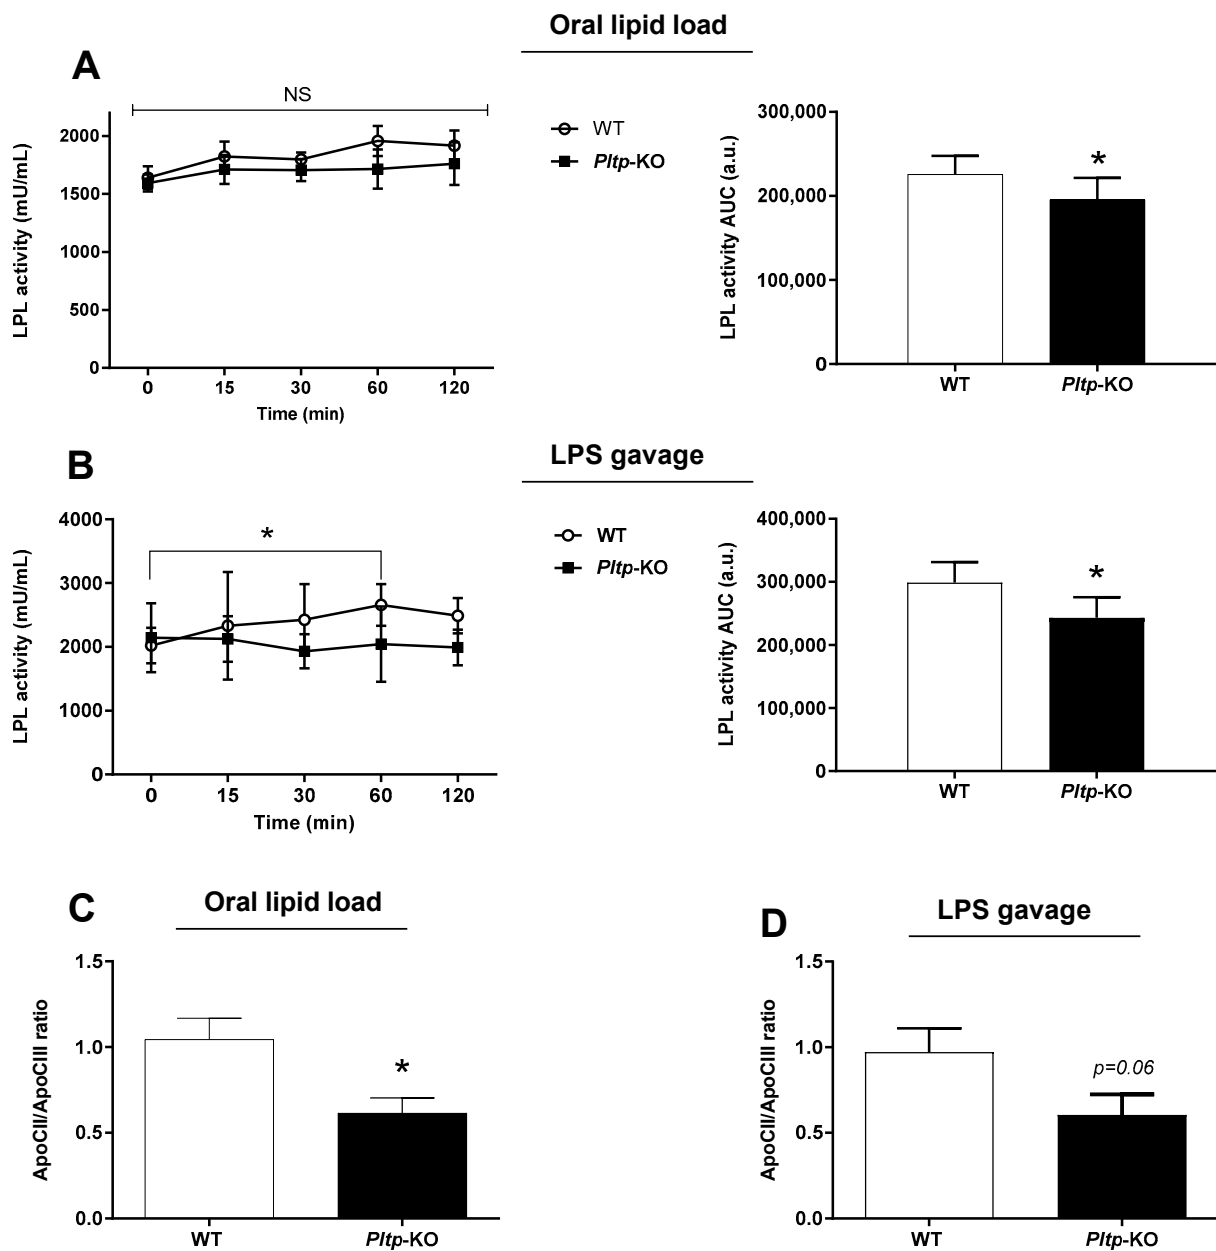 Oral lipid load
A
NS
WT
Pltp-KO
LPL activity (mU/mL)
2000
1500
1000
500
0
0 15 30 60 120
Time (min)
LPL activity AUC (a.u.)
300,000
200,000
100,000
0
*
WT Pltp-KO
LPS gavage
B
*
WT
Pltp-KO
LPL activity (mU/mL)
4000
3000
2000
1000
0
0 15 30 60 120
Time (min)
LPL activity AUC (a.u.)
400,000
300,000
200,000
100,000
0
*
WT Pltp-KO
C
Oral lipid load
ApoCII/ApoCIII ratio
1.5
1.0
0.5
0.0
*
WT Pltp-KO
D
LPS gavage
ApoCII/ApoCIII ratio
1.5
1.0
0.5
0.0
p=0.06
WT Pltp-KO